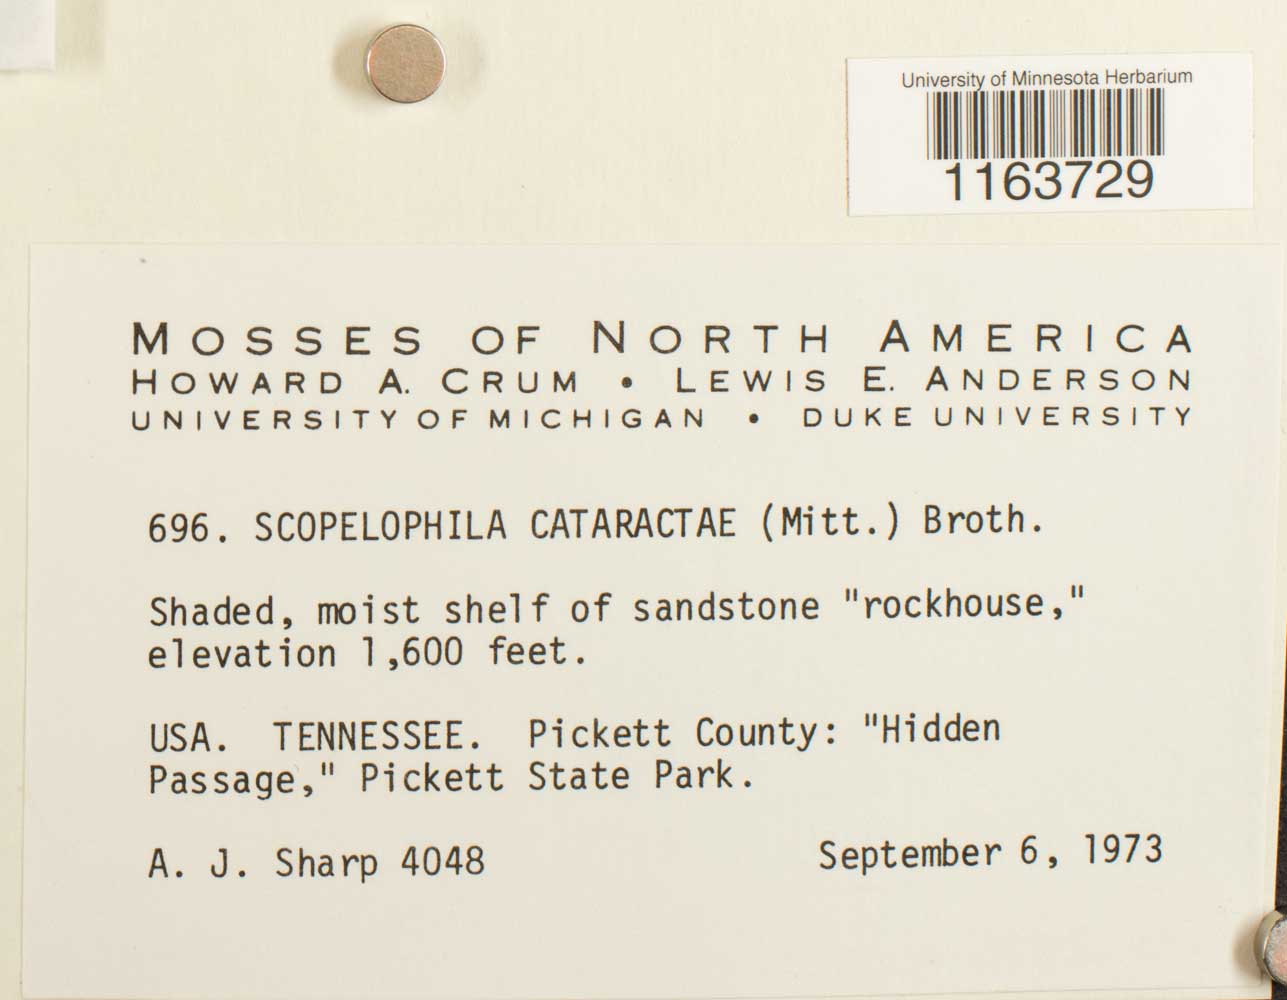 University of Minnesota Herbarium
1163729
MOSSES OF NORTH AMERICA
HOWARD A. CRUM • LEWIS E. ANDERSON
UNIVERSITY OF MICHIGAN • DUKE UNIVERSITY
696. SCOPELOPHILA CATARACTAE (Mitt.) Broth.
Shaded, moist shelf of sandstone "rockhouse,"
elevation 1,600 feet.
USA. TENNESSEE. Pickett County: "Hidden
Passage," Pickett State Park.
A. J. Sharp 4048 September 6, 1973